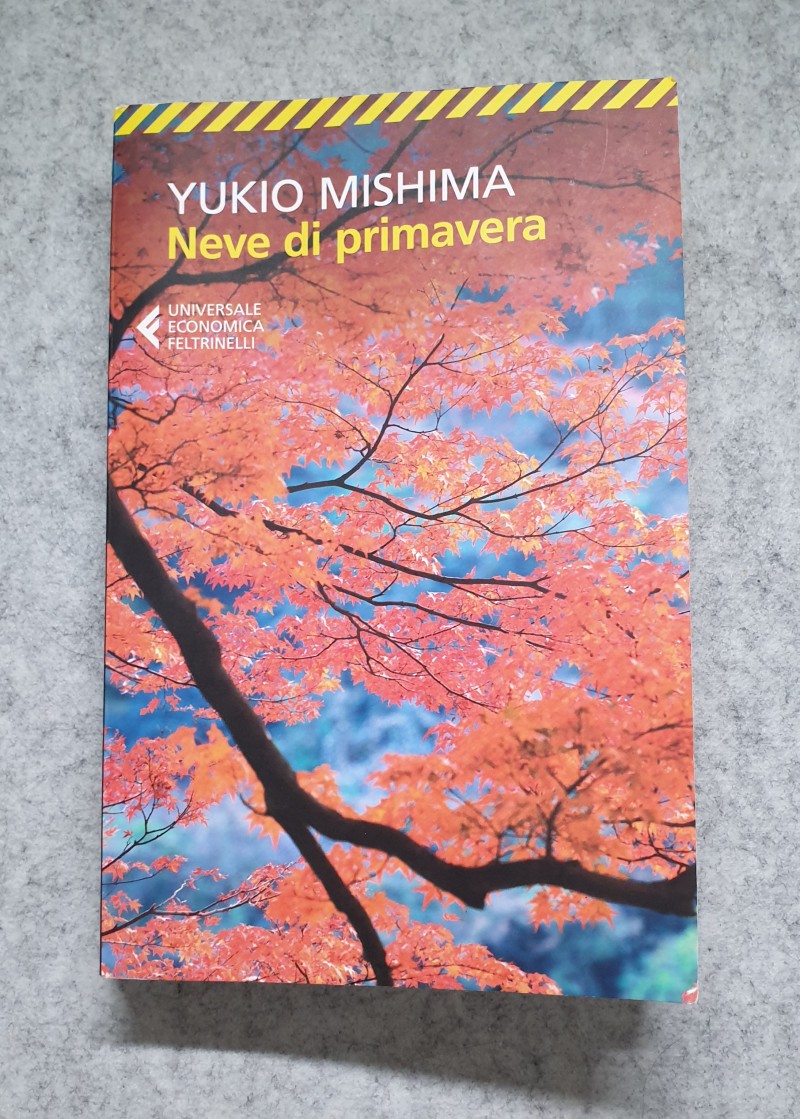 YUKIO MISHIMA
Neve di primavera
UNIVERSALE
ECONOMICA
FELTRINELLI